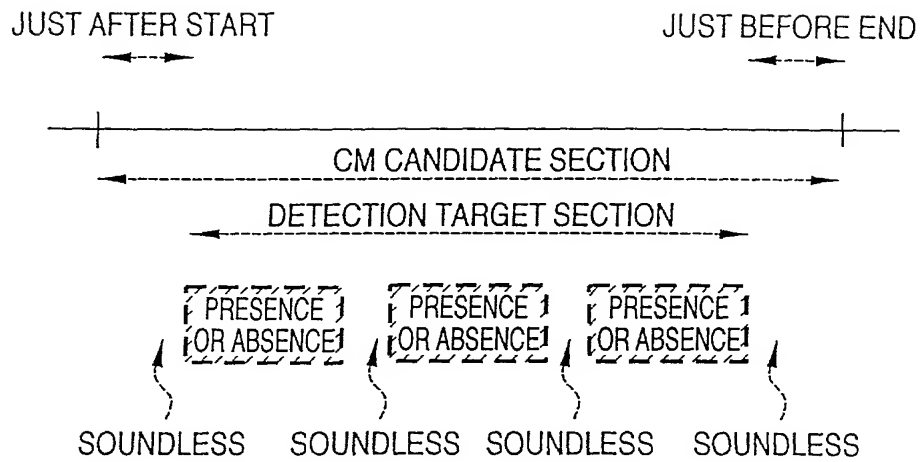 JUST AFTER START
JUST BEFORE END
CM CANDIDATE SECTION
DETECTION TARGET SECTION
PRESENCE OR ABSENCE
PRESENCE OR ABSENCE
PRESENCE OR ABSENCE
SOUNDLESS
SOUNDLESS
SOUNDLESS
SOUNDLESS